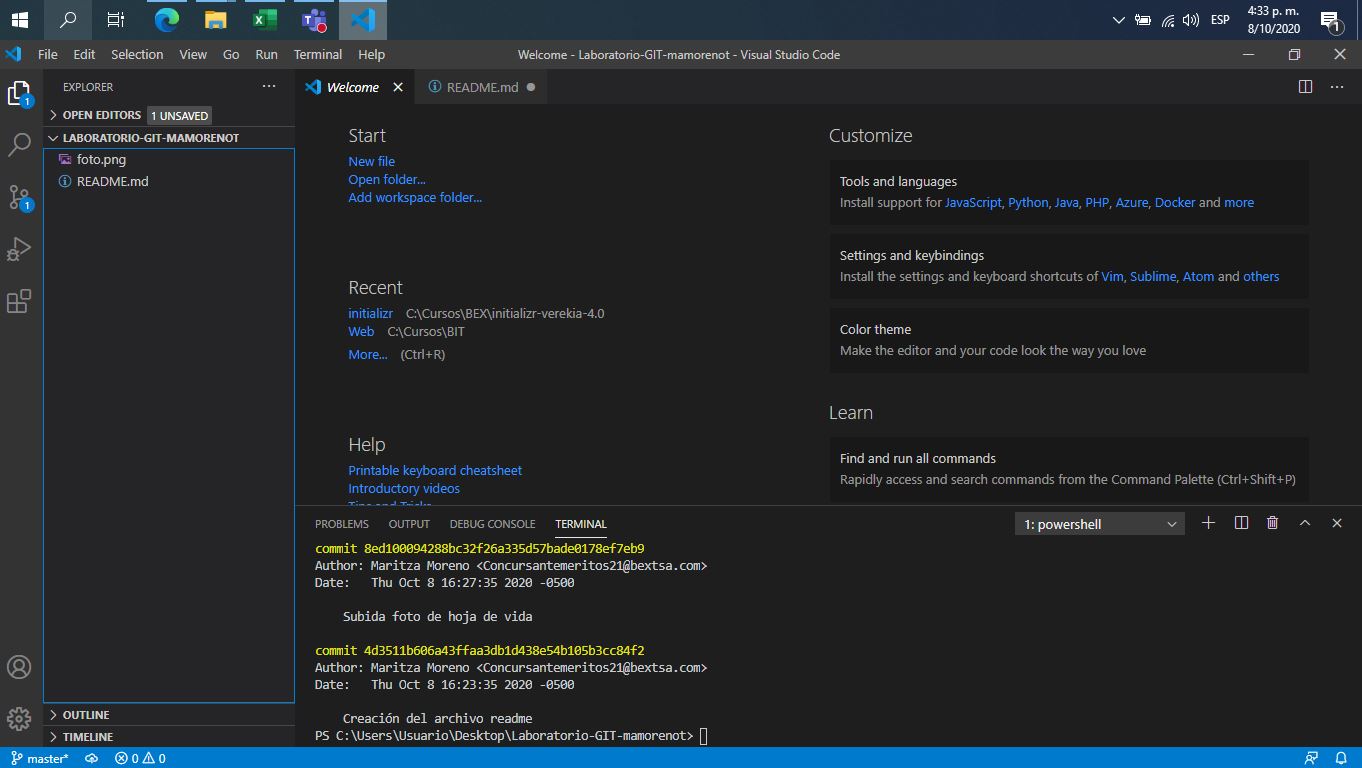 ESP
4:33 p. m.
8/10/2020
1
File Edit Selection View Go Run Terminal Help
Welcome - Laboratorio-GIT-mamorenot - Visual Studio Code
1
1
EXPLORER
OPEN EDITORS 1 UNSAVED
LABORATORIO-GIT-MAMORENOT
foto.png
README.md
OUTLINE
TIMELINE
Welcome
README.md
Start
New file
Open folder...
Add workspace folder...
Recent
initializr C:\Cursos\BEX\initializr-verekia-4.0
Web C:\Cursos\BIT
More... (Ctrl+R)
Help
Printable keyboard cheatsheet
Introductory videos
Tips and Tricks
Customize
Tools and languages
Install support for JavaScript, Python, Java, PHP, Azure, Docker and more
Settings and keybindings
Install the settings and keyboard shortcuts of Vim, Sublime, Atom and others
Color theme
Make the editor and your code look the way you love
Learn
Find and run all commands
Rapidly access and search commands from the Command Palette (Ctrl+Shift+P)
PROBLEMS OUTPUT DEBUG CONSOLE TERMINAL
1: powershell
commit 8ed100094288bc32f26a335d57bade0178ef7eb9
Author: Maritza Moreno <Concursantemeritos21@bextsa.com>
Date: Thu Oct 8 16:27:35 2020 -0500
Subida foto de hoja de vida
commit 4d3511b606a43ffaa3db1d438e54b105b3cc84f2
Author: Maritza Moreno <Concursantemeritos21@bextsa.com>
Date: Thu Oct 8 16:23:35 2020 -0500
Creación del archivo readme
PS C:\Users\Usuario\Desktop\Laboratorio-GIT-mamorenot>
master* 0 0